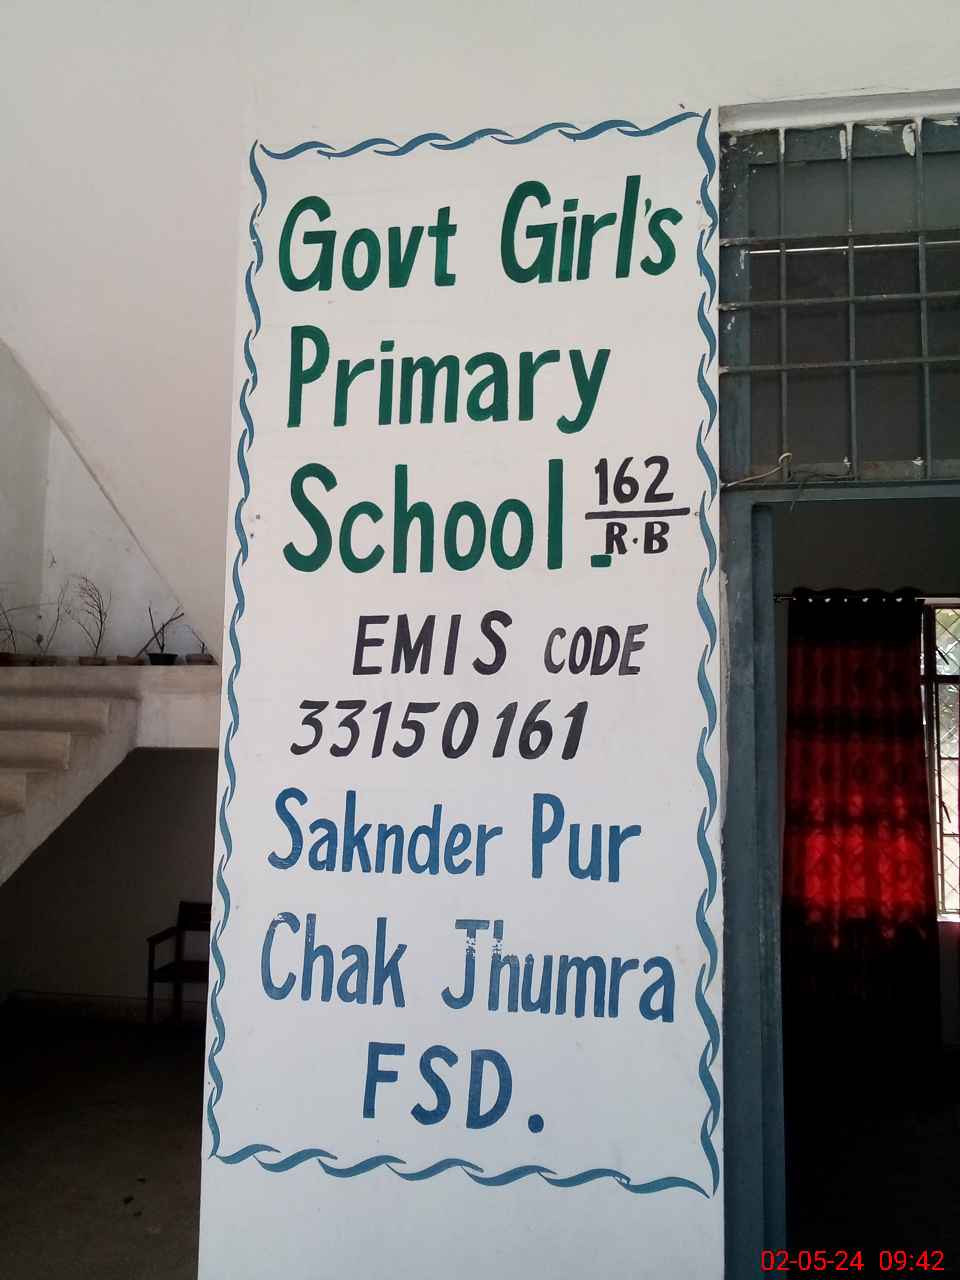 Govt Girl's
Primary
School. 162
R.B
EMIS CODE
33150161
Saknder Pur
Chak Jhumra
FSD.
02-05-24 09:42